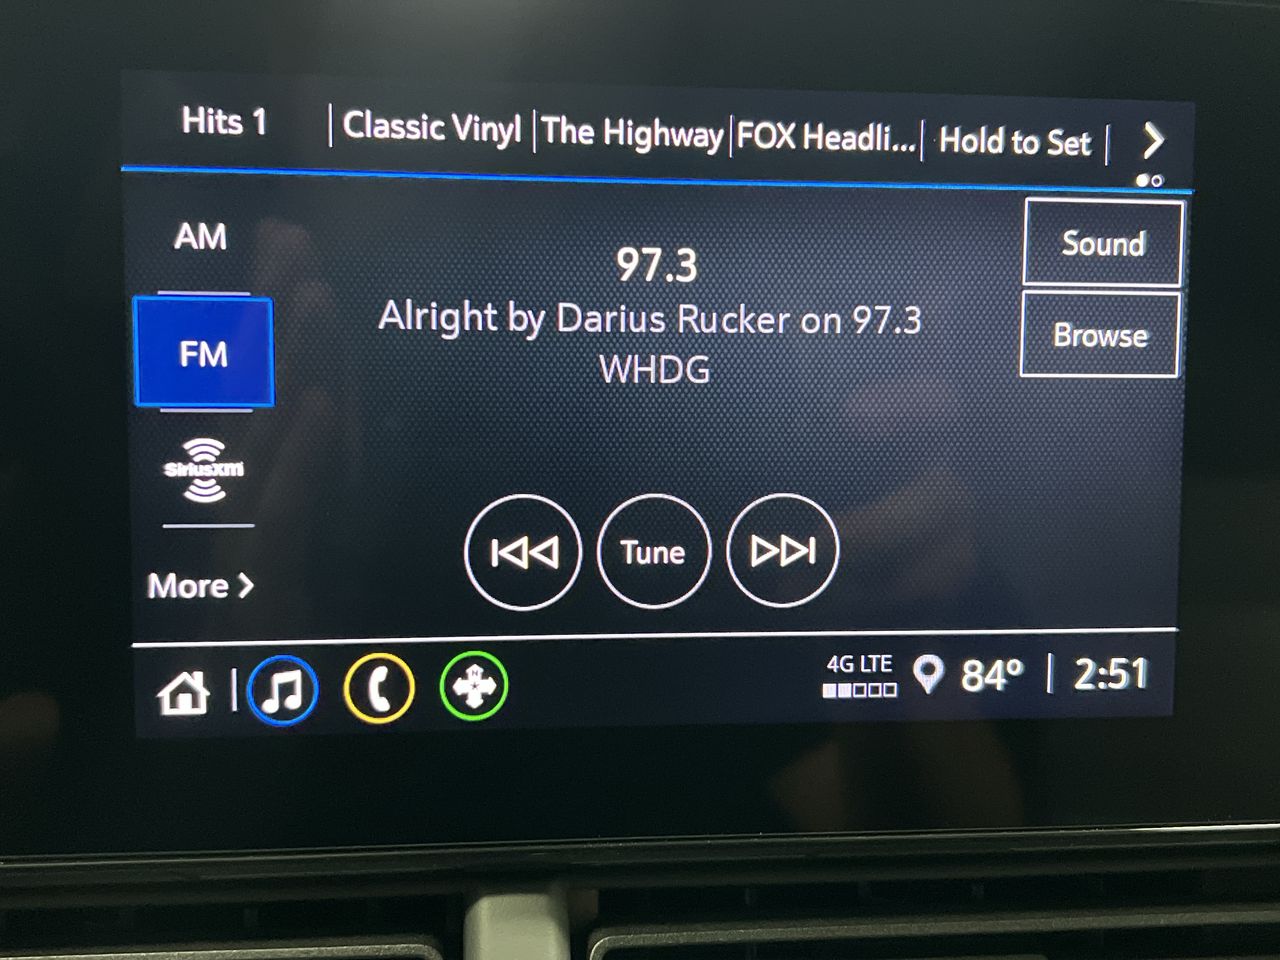 Hits 1 Classic Vinyl The Highway FOX Headli... Hold to Set
AM
97.3
Sound
Alright by Darius Rucker on 97.3
WHDG
Browse
FM
SiriusXM
Tune
More
4G LTE
84° 2:51
N